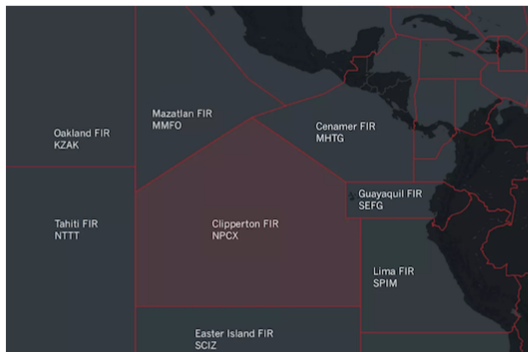 Mazatlan FIR
MMFO
Cenamer FIR
MHTG
Oakland FIR
KZAK
Guayaquil FIR
SEFG
Tahiti FIR
NTTT
Clipperton FIR
NPCX
Lima FIR
SPIM
Easter Island FIR
SCIZ